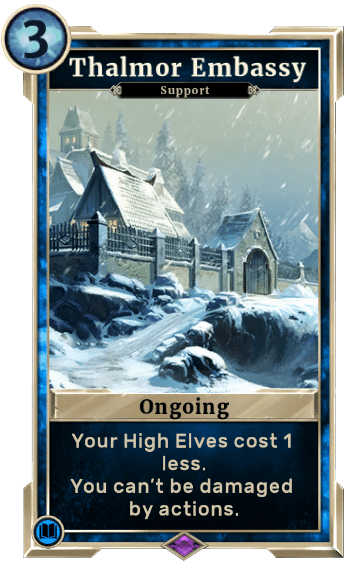 3
Thalmor Embassy
Support
Ongoing
Your High Elves cost 1
less.
You can't be damaged
by actions.